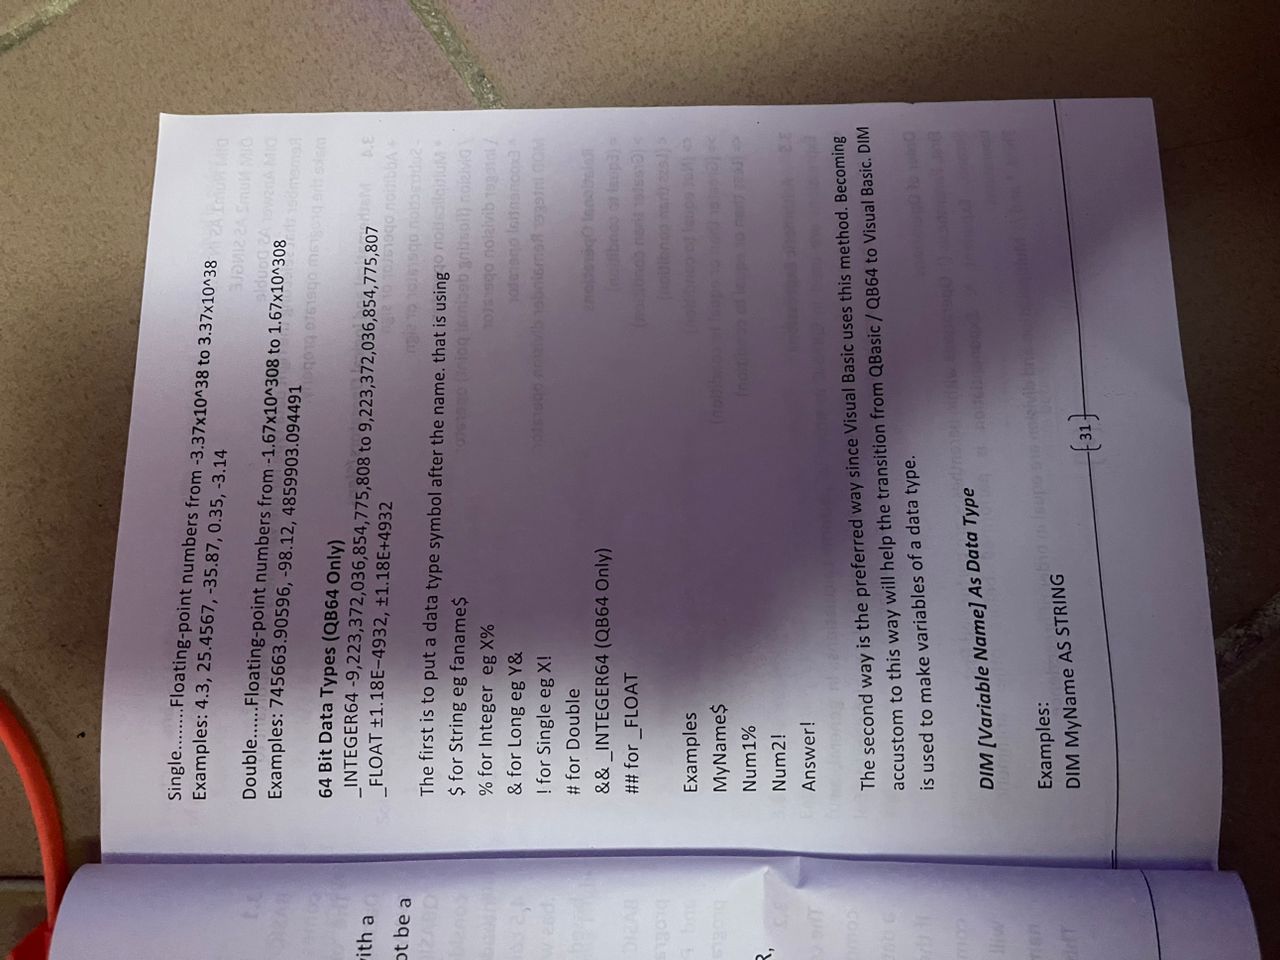 Single.........Floating-point numbers from -3.37x10^38 to 3.37x10^38
Examples: 4.3, 25.4567, -35.87, 0.35, -3.14
Double.......Floating-point numbers from -1.67x10^308 to 1.67x10^308
Examples: 745663.90596, -98.12, 4859903.094491
64 Bit Data Types (QB64 Only)
_INTEGER64 -9,223,372,036,854,775,808 to 9,223,372,036,854,775,807
_FLOAT ±1.18E−4932, ±1.18E+4932
The first is to put a data type symbol after the name. that is using
$ for String eg faname$
% for Integer eg X%
& for Long eg Y&
! for Single eg X!
# for Double
&& _INTEGER64 (QB64 Only)
## for _FLOAT
Examples
MyName$
Num1%
Num2!
Answer!
The second way is the preferred way since Visual Basic uses this method. Becoming
accustom to this way will help the transition from QBasic / QB64 to Visual Basic. DIM
is used to make variables of a data type.
DIM [Variable Name] As Data Type
Examples:
DIM MyName AS STRING
31
with a
not be a
R,